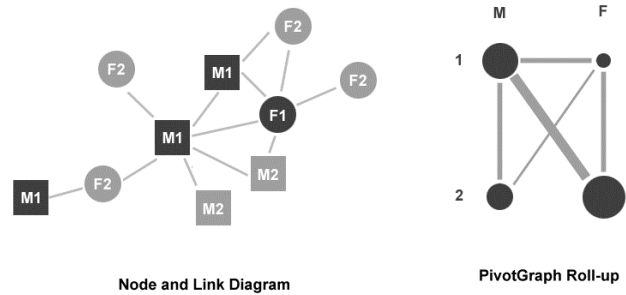 M F
F2
F2 M1 1
F2
F1
M1
M2
M1 F2 2
M2
Node and Link Diagram
PivotGraph Roll-up